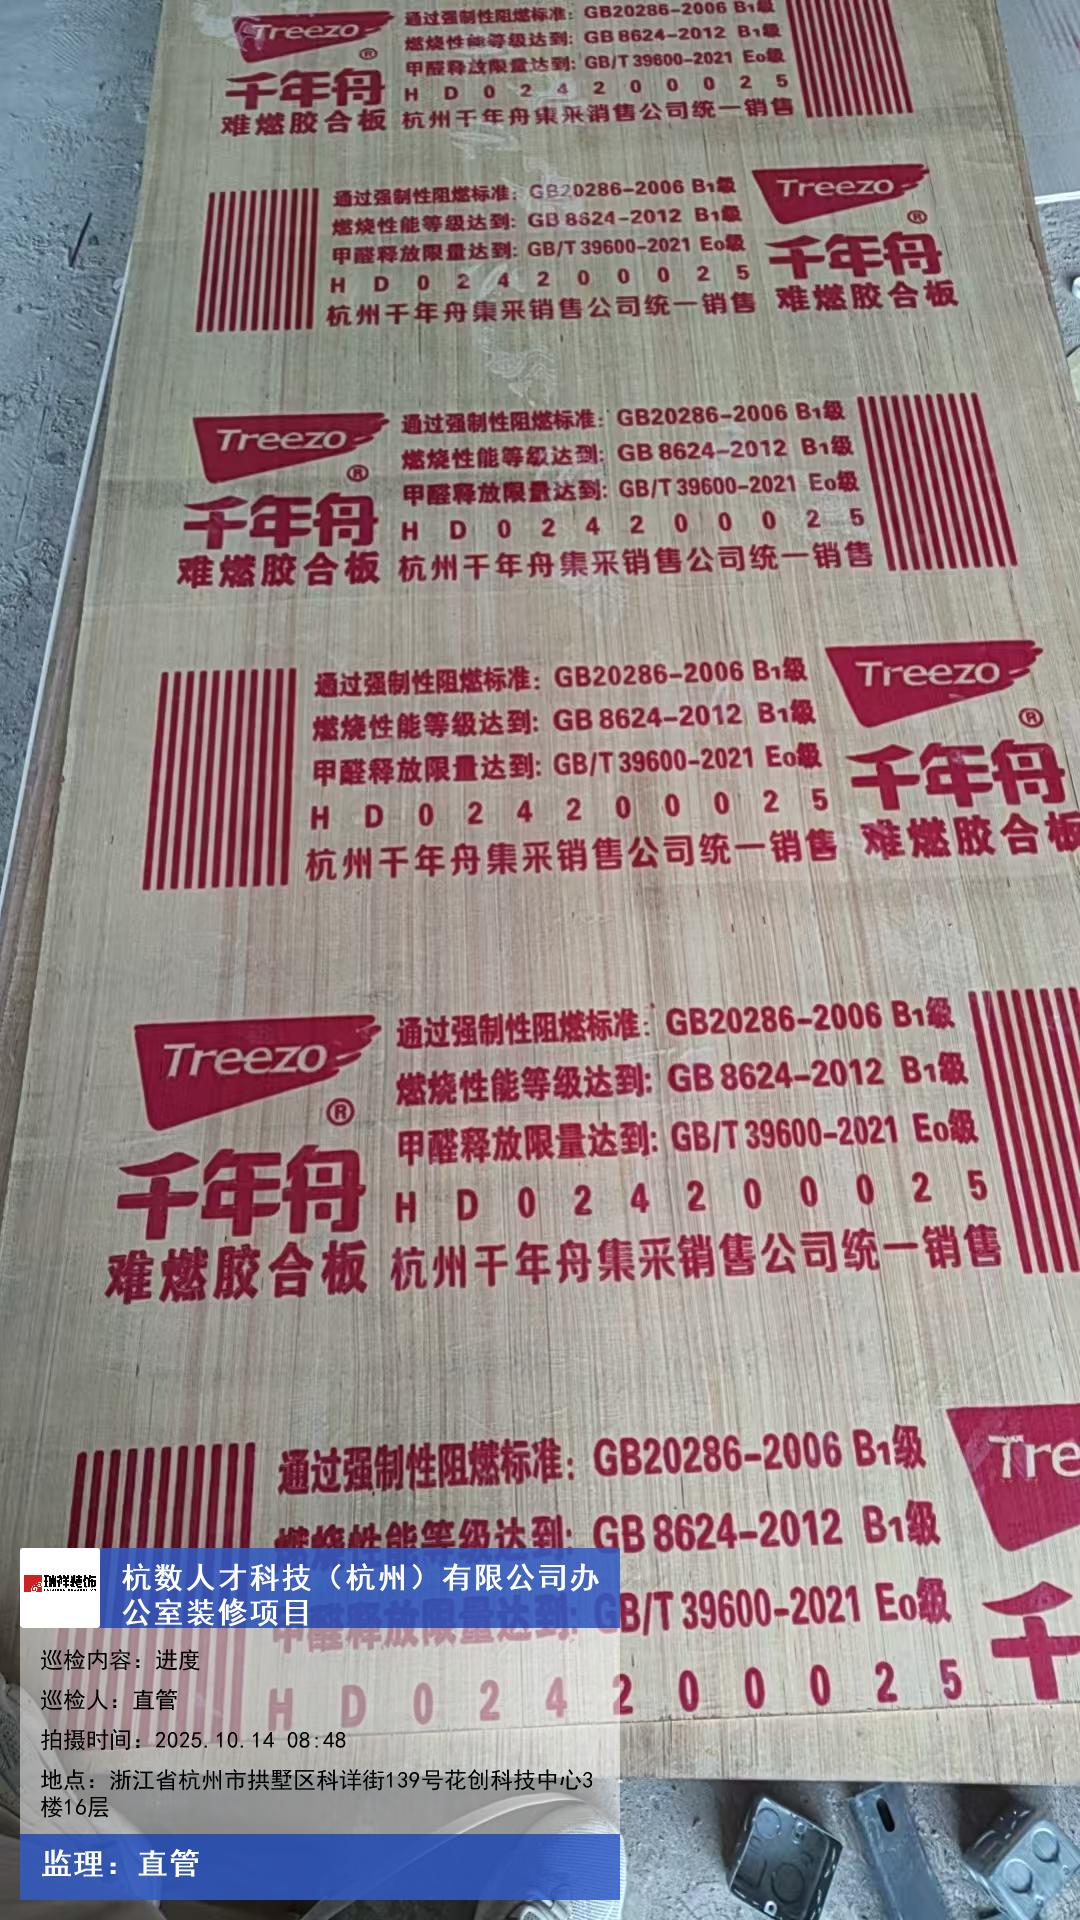 Treezo
®
千年舟
难燃胶合板
通过强制性阻燃标准：GB20286-2006 B1级
燃烧性能等级达到：GB 8624-2012 B1级
甲醛释放限量达到：GB/T 39600-2021 E0级
HD024200025
杭州千年舟集采销售公司统一销售
通过强制性阻燃标准：GB20286-2006 B1级
燃烧性能等级达到：GB 8624-2012 B1级
甲醛释放限量达到：GB/T 39600-2021 E0级
HD024200025
杭州千年舟集采销售公司统一销售
Treezo
®
千年舟
难燃胶合板
Treezo
®
千年舟
难燃胶合板
通过强制性阻燃标准：GB20286-2006 B1级
燃烧性能等级达到：GB 8624-2012 B1级
甲醛释放限量达到：GB/T 39600-2021 E0级
HD024200025
杭州千年舟集采销售公司统一销售
通过强制性阻燃标准：GB20286-2006 B1级
燃烧性能等级达到：GB 8624-2012 B1级
甲醛释放限量达到：GB/T 39600-2021 E0级
HD024200025
杭州千年舟集采销售公司统一销售
Treezo
®
千年舟
难燃胶合板
Treezo
®
千年舟
难燃胶合板
通过强制性阻燃标准：GB20286-2006 B1级
燃烧性能等级达到：GB 8624-2012 B1级
甲醛释放限量达到：GB/T 39600-2021 E0级
HD024200025
杭州千年舟集采销售公司统一销售
通过强制性阻燃标准：GB20286-2006 B1级
燃烧性能等级达到：GB 8624-2012 B1级
甲醛释放限量达到：GB/T 39600-2021 E0级
HD024200025
Tre
千
瑞祥装饰
杭数人才科技（杭州）有限公司办
公室装修项目
巡检内容：进度
巡检人：直管
拍摄时间：2025.10.14 08:48
地点：浙江省杭州市拱墅区科详街139号花创科技中心3
楼16层
监理：直管